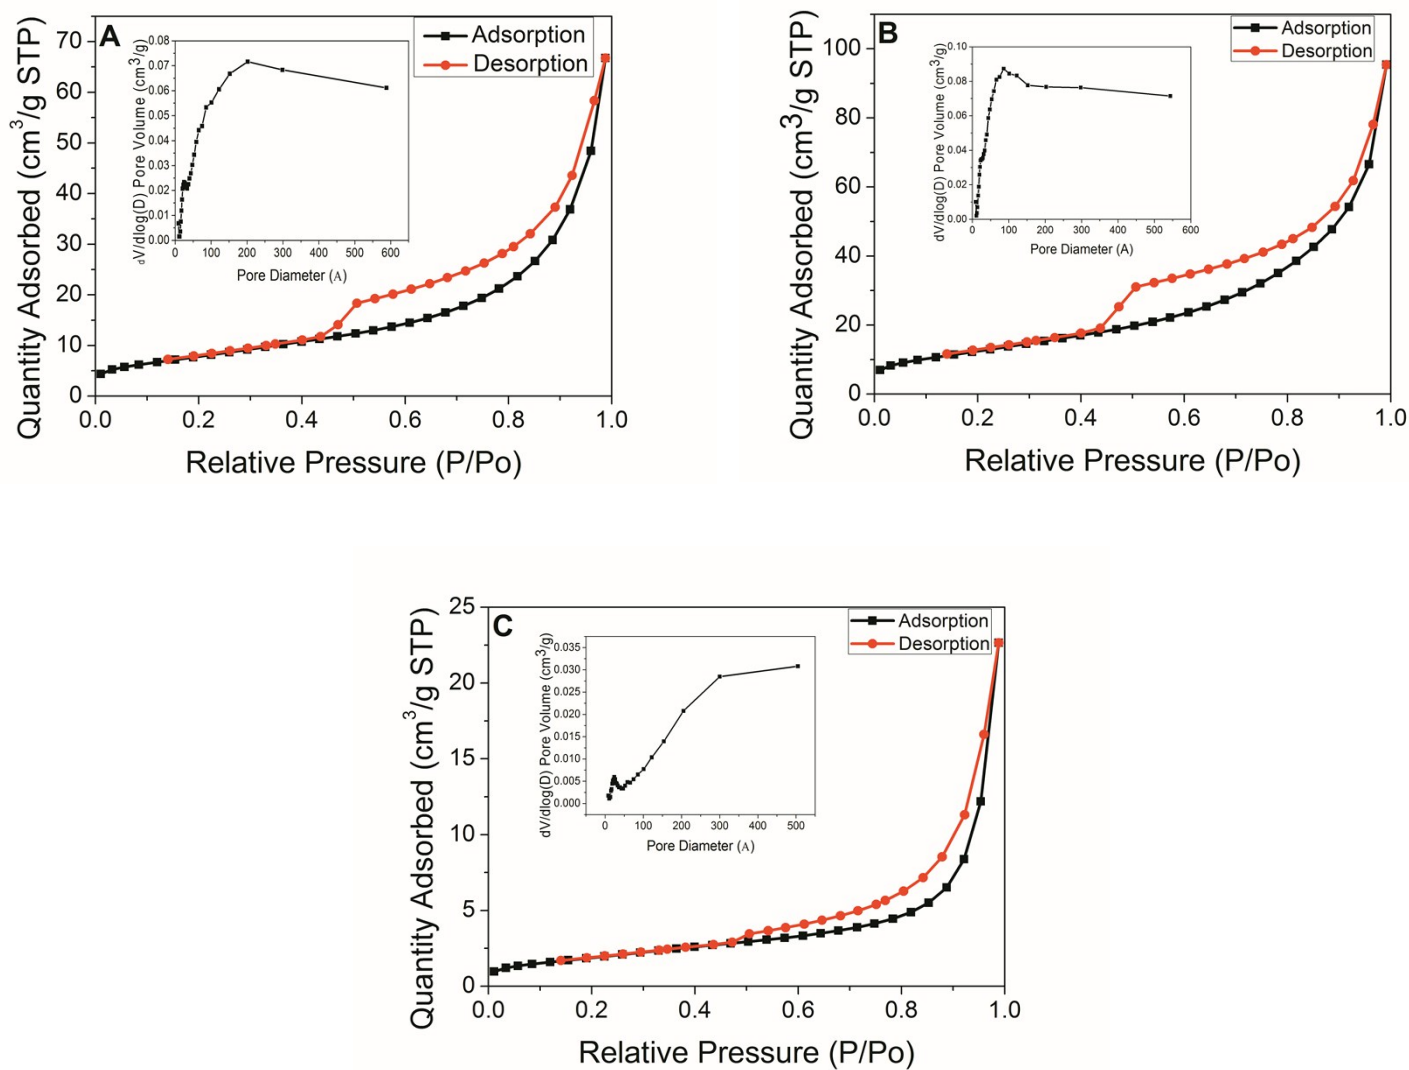 A
Adsorption
Desorption
Quantity Adsorbed (cm³/g STP)
70
60
50
40
30
20
10
0
0.0 0.2 0.4 0.6 0.8 1.0
Relative Pressure (P/Po)
dV/dlog(D) Pore Volume (cm³/g)
0.08
0.07
0.06
0.05
0.04
0.03
0.02
0.01
0.00
0 100 200 300 400 500 600
Pore Diameter (A)
B
Adsorption
Desorption
Quantity Adsorbed (cm³/g STP)
100
80
60
40
20
0
0.0 0.2 0.4 0.6 0.8 1.0
Relative Pressure (P/Po)
dV/dlog(D) Pore Volume (cm³/g)
0.10
0.08
0.06
0.04
0.02
0.00
0 100 200 300 400 500 600
Pore Diameter (A)
C
Adsorption
Desorption
Quantity Adsorbed (cm³/g STP)
25
20
15
10
5
0
0.0 0.2 0.4 0.6 0.8 1.0
Relative Pressure (P/Po)
dV/dlog(D) Pore Volume (cm³/g)
0.035
0.030
0.025
0.020
0.015
0.010
0.005
0.000
0 100 200 300 400 500
Pore Diameter (A)